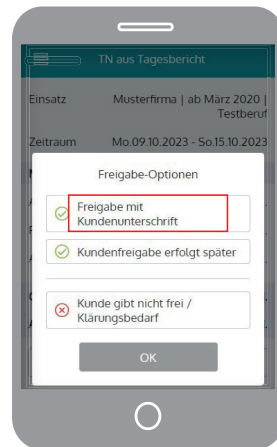 TN aus Tagesbericht
Einsatz Musterfirma | ab März 2020 |
Testberuf
Zeitraum Mo.09.10.2023 - So.15.10.2023
Freigabe-Optionen
Freigabe mit
Kundenunterschrift
Kundenfreigabe erfolgt später
Kunde gibt nicht frei /
Klärungsbedarf
OK